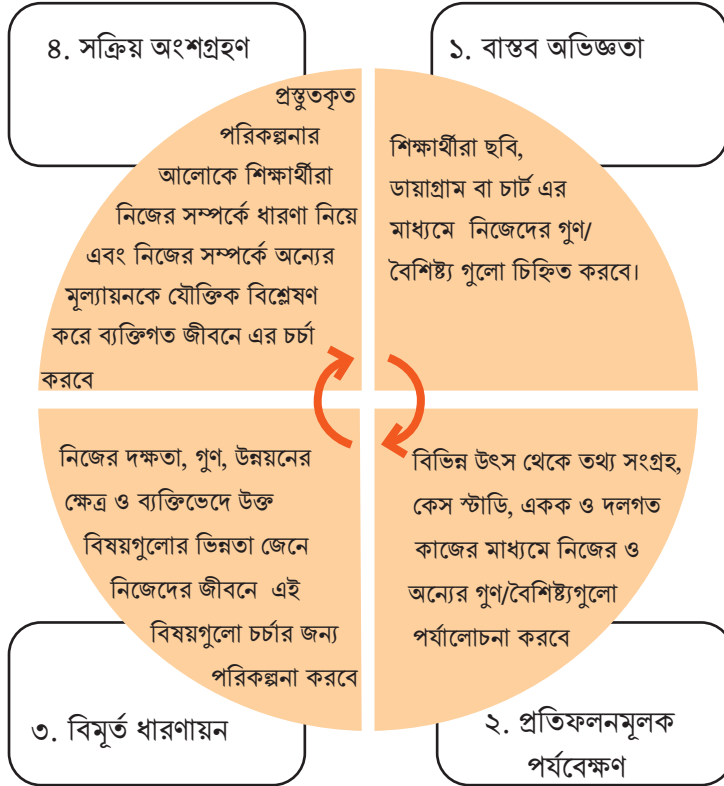 ৪. সক্রিয় অংশগ্রহণ
প্রস্তুতকৃত
পরিকল্পনার
আলোকে শিক্ষার্থীরা
নিজের সম্পর্কে ধারণা নিয়ে
এবং নিজের সম্পর্কে অন্যের
মূল্যায়নকে যৌক্তিক বিশ্লেষণ
করে ব্যক্তিগত জীবনে এর চর্চা
করবে
১. বাস্তব অভিজ্ঞতা
শিক্ষার্থীরা ছবি,
ডায়াগ্রাম বা চার্ট এর
মাধ্যমে নিজেদের গুণ/
বৈশিষ্ট্য গুলো চিহ্নিত করবে।
নিজের দক্ষতা, গুণ, উন্নয়নের
ক্ষেত্র ও ব্যক্তিভেদে উক্ত
বিষয়গুলোর ভিন্নতা জেনে
নিজেদের জীবনে এই
বিষয়গুলো চর্চার জন্য
পরিকল্পনা করবে
৩. বিমূর্ত ধারণায়ন
বিভিন্ন উৎস থেকে তথ্য সংগ্রহ,
কেস স্টাডি, একক ও দলগত
কাজের মাধ্যমে নিজের ও
অন্যের গুণ/বৈশিষ্ট্যগুলো
পর্যালোচনা করবে
২. প্রতিফলনমূলক
পর্যবেক্ষণ